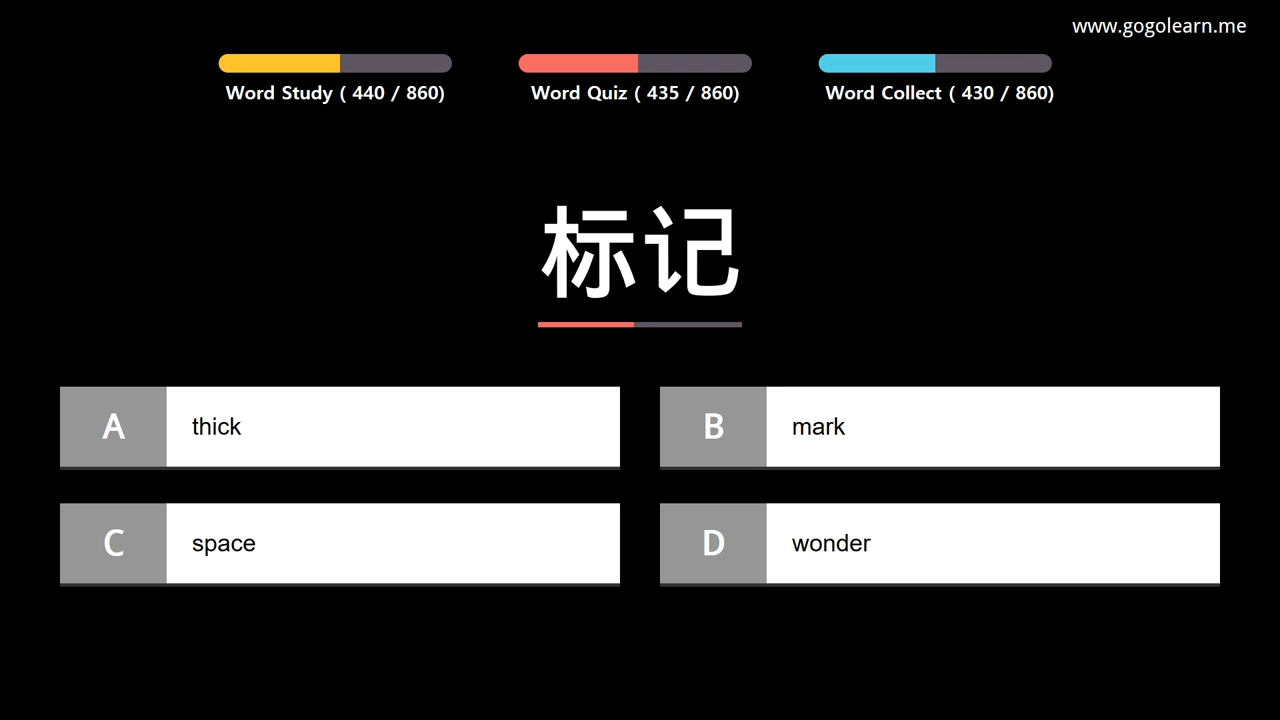 www.gogolearn.me
Word Study ( 440 / 860)
Word Quiz ( 435 / 860)
Word Collect ( 430 / 860)
标记
A thick
B mark
C space
D wonder